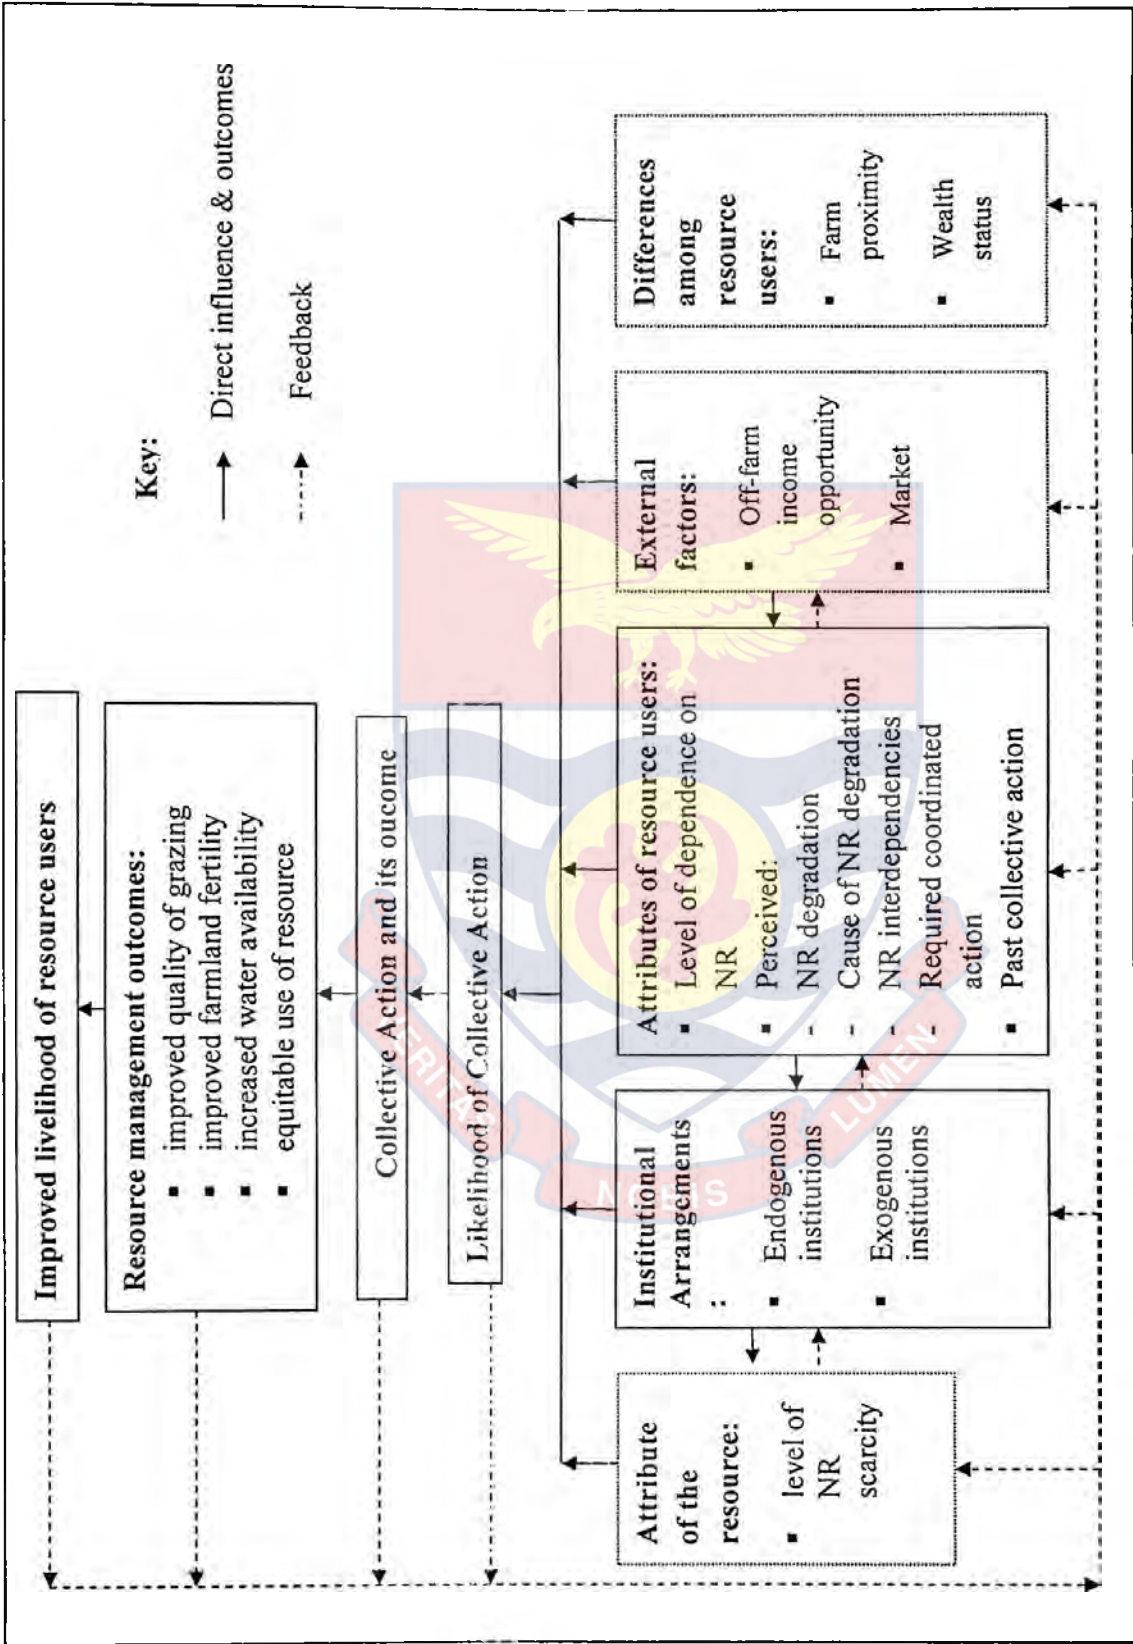 Improved livelihood of resource users
Resource management outcomes:
▪ improved quality of grazing
▪ improved farmland fertility
▪ increased water availability
▪ equitable use of resource
Collective Action and its oucome
Likelihood of Collective Action
Key:
Direct influence & outcomes
Feedback
Attribute
of the
resource:
▪ level of
NR
scarcity
Institutional
Arrangements
:
▪ Endogenous
institutions
▪ Exogenous
institutions
Attributes of resource users:
▪ Level of dependence on
NR
▪ Perceived:
- NR degradation
- Cause of NR degradation
- NR interdependencies
- Required coordinated
action
▪ Past collective action
External
factors:
▪ Off-farm
income
opportunity
▪ Market
Differences
among
resource
users:
▪ Farm
proximity
▪ Wealth
status
VERITAS
NOBIS
LUMEN